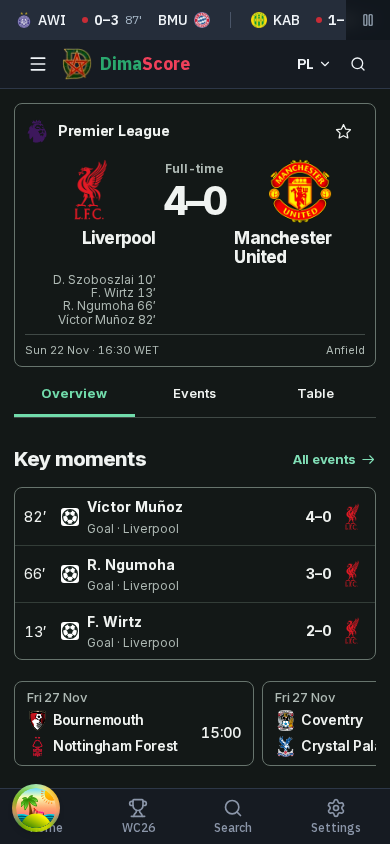 AWI 0–3 87' BMU KAB 1–
DimaScore PL
Premier League
Full-time
4–0
Liverpool Manchester United
D. Szoboszlai 10'
F. Wirtz 13'
R. Ngumoha 66'
Víctor Muñoz 82'
Sun 22 Nov · 16:30 WET Anfield
Overview Events Table
Key moments All events →
82' Víctor Muñoz 4–0
Goal · Liverpool
66' R. Ngumoha 3–0
Goal · Liverpool
13' F. Wirtz 2–0
Goal · Liverpool
Fri 27 Nov Fri 27 Nov
Bournemouth Coventry
15:00
Nottingham Forest Crystal
WC26 Search Settings